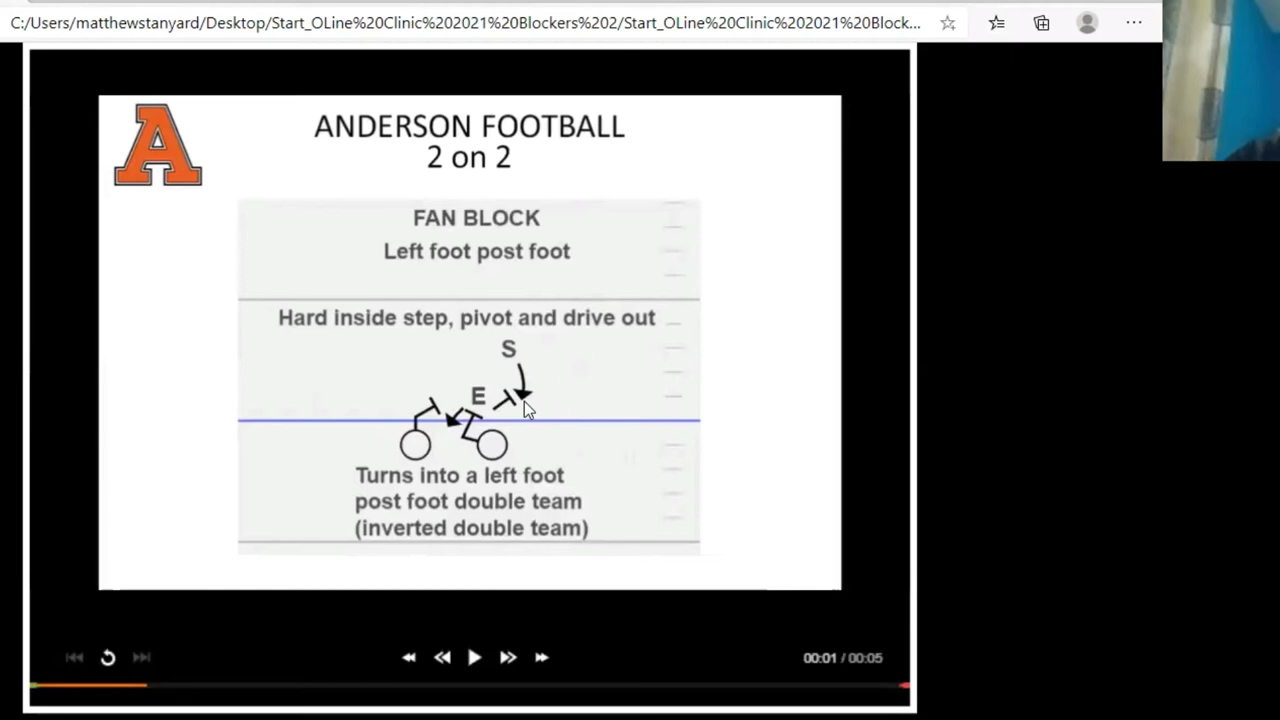 C:/Users/matthewstanyard/Desktop/Start_OLine%20Clinic%202021%20Blockers%202/Start_OLine%20Clinic%202021%20Block...
A
ANDERSON FOOTBALL
2 on 2
FAN BLOCK
Left foot post foot
Hard inside step, pivot and drive out
S
E
Turns into a left foot
post foot double team
(inverted double team)
00:01 / 00:05